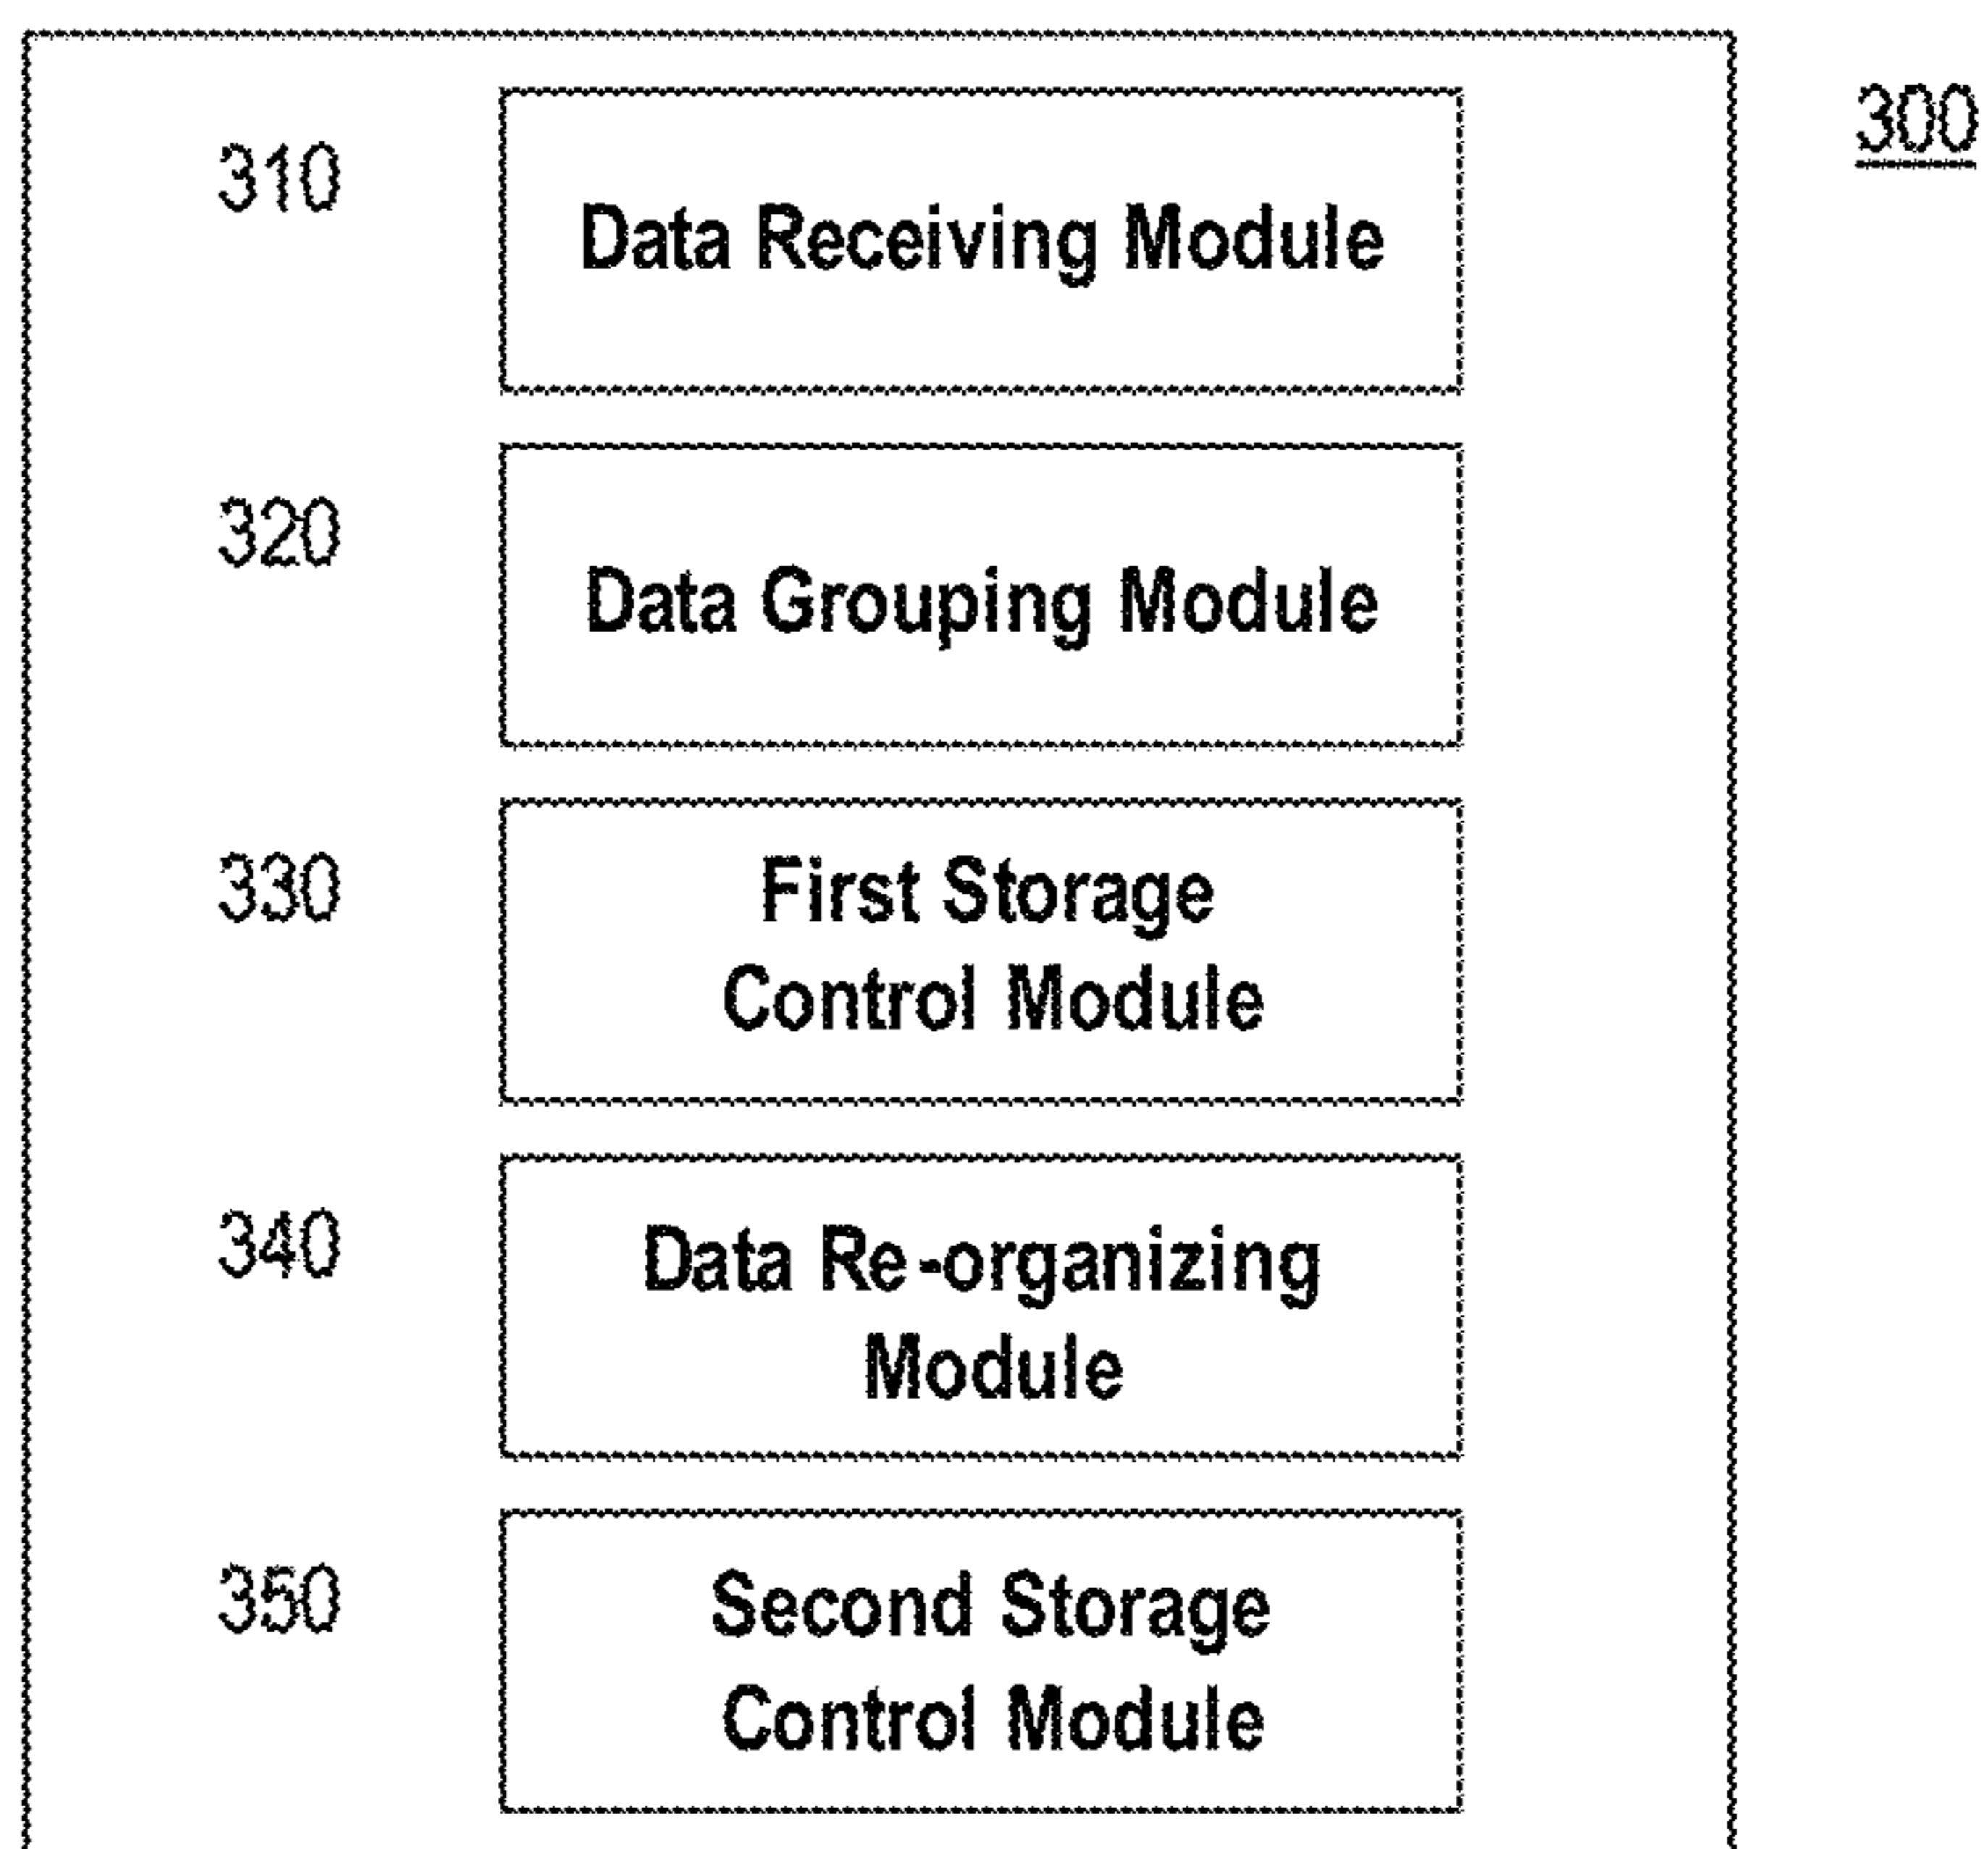 300
310
Data Receiving Module
320
Data Grouping Module
330
First Storage
Control Module
340
Data Re-organizing
Module
350
Second Storage
Control Module